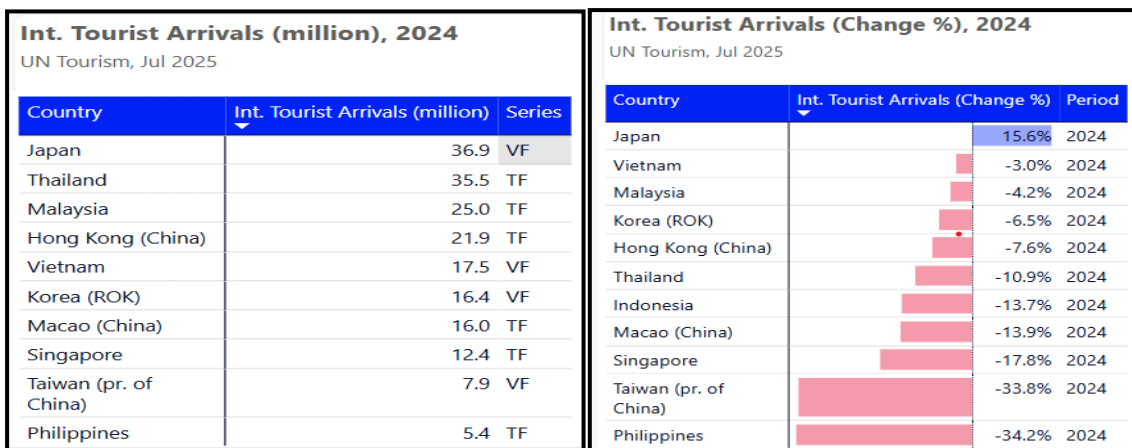 Int. Tourist Arrivals (million), 2024
UN Tourism, Jul 2025
Country Int. Tourist Arrivals (million) Series
Japan 36.9 VF
Thailand 35.5 TF
Malaysia 25.0 TF
Hong Kong (China) 21.9 TF
Vietnam 17.5 VF
Korea (ROK) 16.4 VF
Macao (China) 16.0 TF
Singapore 12.4 TF
Taiwan (pr. of 7.9 VF
China)
Philippines 5.4 TF
Int. Tourist Arrivals (Change %), 2024
UN Tourism, Jul 2025
Country Int. Tourist Arrivals (Change %) Period
Japan 15.6% 2024
Vietnam -3.0% 2024
Malaysia -4.2% 2024
Korea (ROK) -6.5% 2024
Hong Kong (China) -7.6% 2024
Thailand -10.9% 2024
Indonesia -13.7% 2024
Macao (China) -13.9% 2024
Singapore -17.8% 2024
Taiwan (pr. of -33.8% 2024
China)
Philippines -34.2% 2024